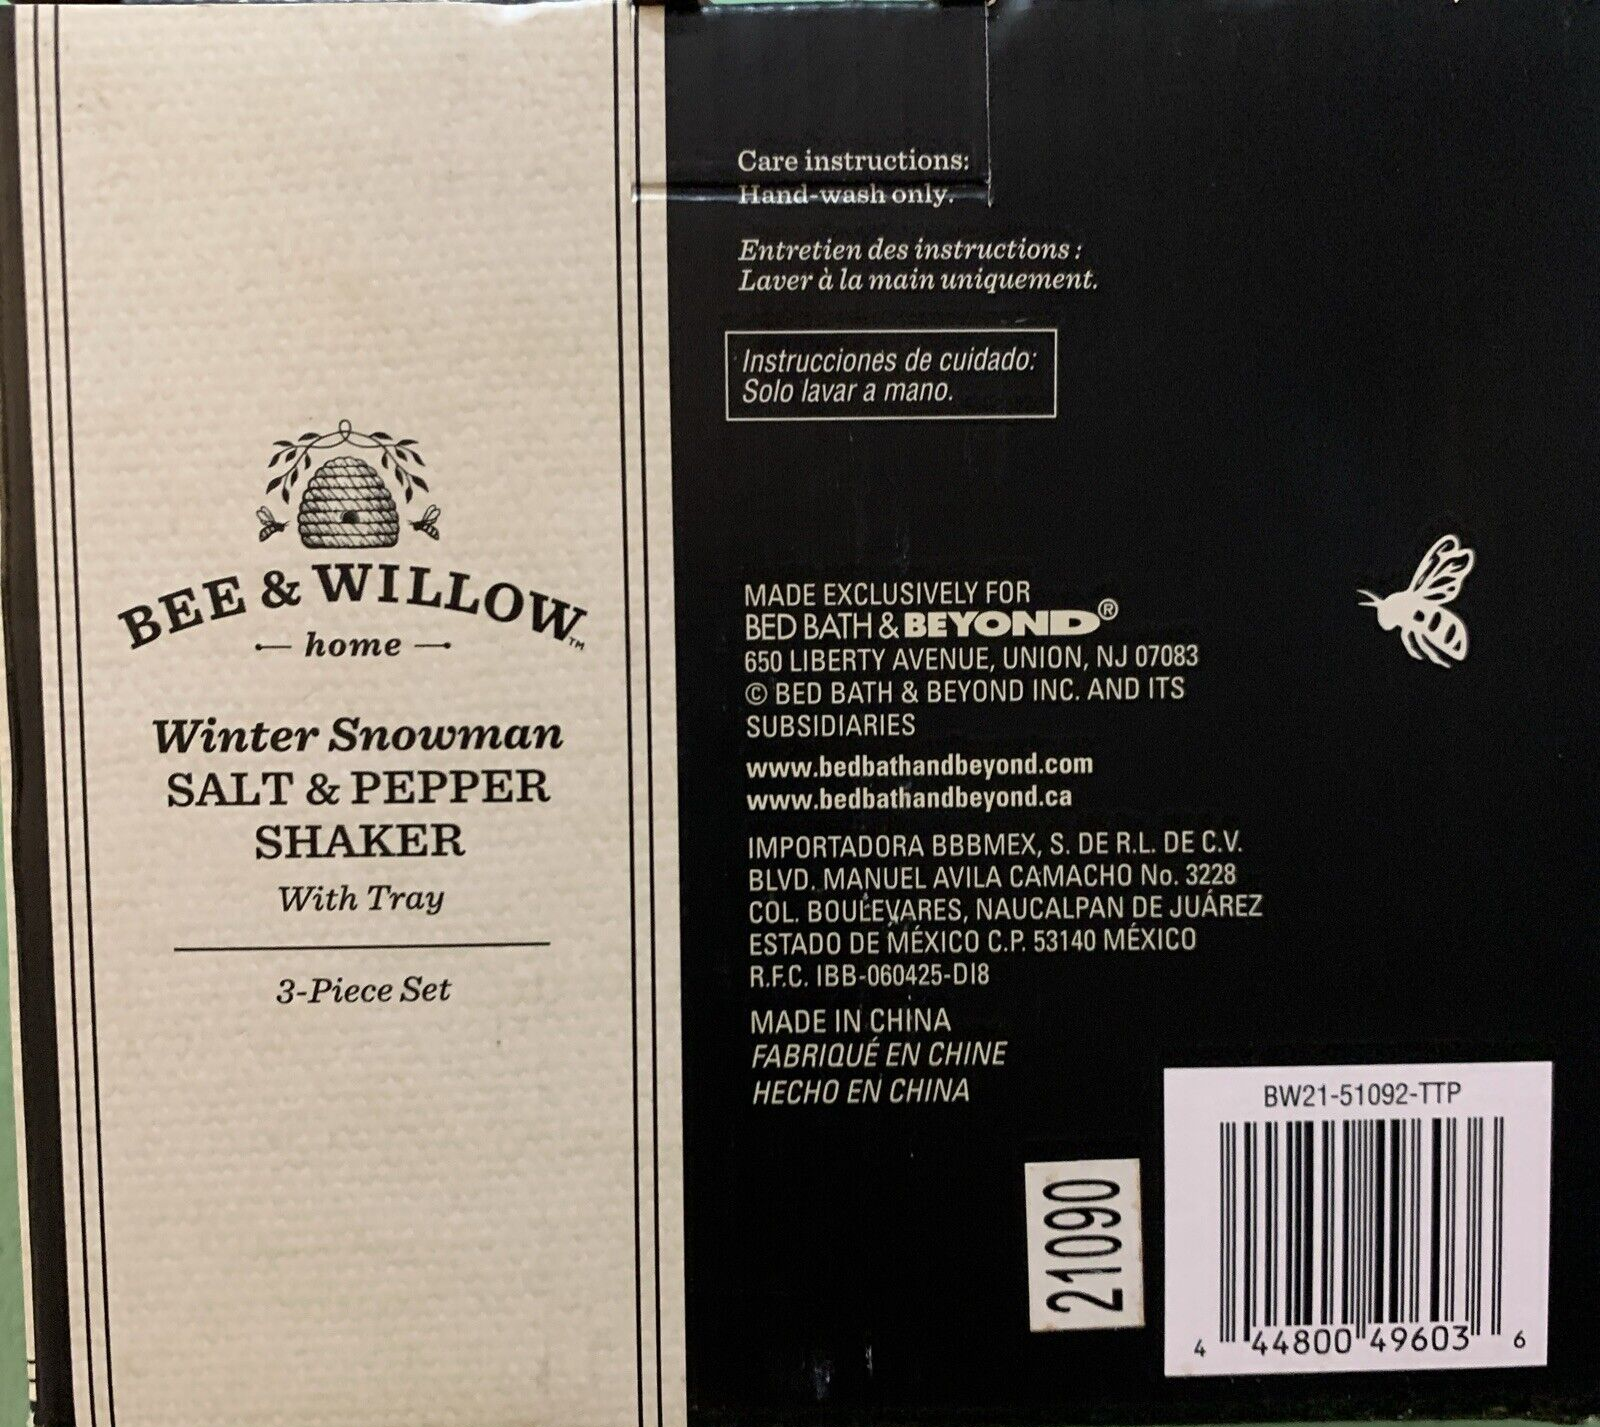 BEE & WILLOW™
home
Winter Snowman
SALT & PEPPER
SHAKER
With Tray
3-Piece Set
Care instructions:
Hand-wash only.
Entretien des instructions :
Laver à la main uniquement.
Instrucciones de cuidado:
Solo lavar a mano.
MADE EXCLUSIVELY FOR
BED BATH & BEYOND®
650 LIBERTY AVENUE, UNION, NJ 07083
© BED BATH & BEYOND INC. AND ITS
SUBSIDIARIES
www.bedbathandbeyond.com
www.bedbathandbeyond.ca
IMPORTADORA BBBMEX, S. DE R.L. DE C.V.
BLVD. MANUEL AVILA CAMACHO No. 3228
COL. BOULEVARES, NAUCALPAN DE JUÁREZ
ESTADO DE MÉXICO C.P. 53140 MÉXICO
R.F.C. IBB-060425-DI8
MADE IN CHINA
FABRIQUÉ EN CHINE
HECHO EN CHINA
21090
BW21-51092-TTP
4 44800 49603 6